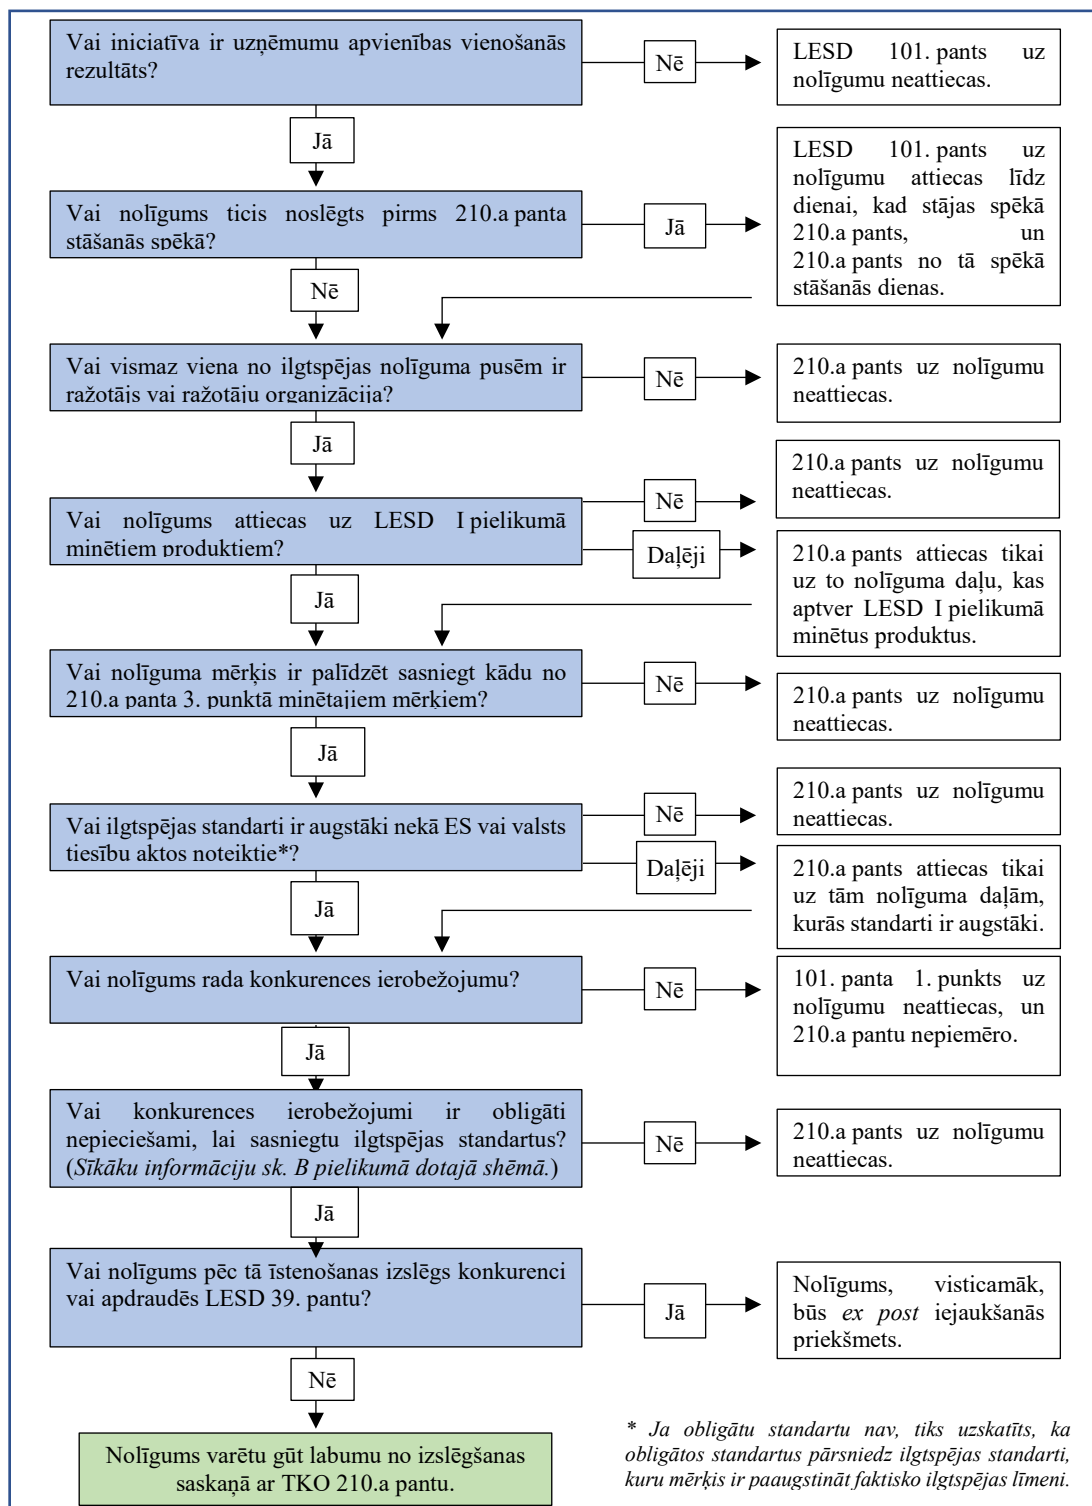 Vai iniciatīva ir uzņēmumu apvienības vienošanās
rezultāts?
Nē
LESD 101. pants uz
nolīgumu neattiecas.
Jā
Vai nolīgums ticis noslēgts pirms 210.a panta
stāšanās spēkā?
Jā
LESD 101. pants uz
nolīgumu attiecas līdz
dienai, kad stājas spēkā
210.a pants, un
210.a pants no tā spēkā
stāšanās dienas.
Nē
Vai vismaz viena no ilgtspējas nolīguma pusēm ir
ražotājs vai ražotāju organizācija?
Nē
210.a pants uz nolīgumu
neattiecas.
Jā
Vai nolīgums attiecas uz LESD I pielikumā
minētiem produktiem?
Nē
210.a pants uz nolīgumu
neattiecas.
Daļēji
210.a pants attiecas tikai
uz to nolīguma daļu, kas
aptver LESD I pielikumā
minētus produktus.
Jā
Vai nolīguma mērķis ir palīdzēt sasniegt kādu no
210.a panta 3. punktā minētajiem mērķiem?
Nē
210.a pants uz nolīgumu
neattiecas.
Jā
Vai ilgtspējas standarti ir augstāki nekā ES vai valsts
tiesību aktos noteiktie*?
Nē
210.a pants uz nolīgumu
neattiecas.
Daļēji
210.a pants attiecas tikai
uz tām nolīguma daļām,
kurās standarti ir augstāki.
Jā
Vai nolīgums rada konkurences ierobežojumu?
Nē
101. panta 1. punkts uz
nolīgumu neattiecas, un
210.a pantu nepiemēro.
Jā
Vai konkurences ierobežojumi ir obligāti
nepieciešami, lai sasniegtu ilgtspējas standartus?
(Sīkāku informāciju sk. B pielikumā dotajā shēmā.)
Nē
210.a pants uz nolīgumu
neattiecas.
Jā
Vai nolīgums pēc tā īstenošanas izslēgs konkurenci
vai apdraudēs LESD 39. pantu?
Jā
Nolīgums, visticamāk,
būs ex post iejaukšanās
priekšmets.
Nē
Nolīgums varētu gūt labumu no izslēgšanas
saskaņā ar TKO 210.a pantu.
* Ja obligātu standartu nav, tiks uzskatīts, ka
obligātos standartus pārsniedz ilgtspējas standarti,
kuru mērķis ir paaugstināt faktisko ilgtspējas līmeni.